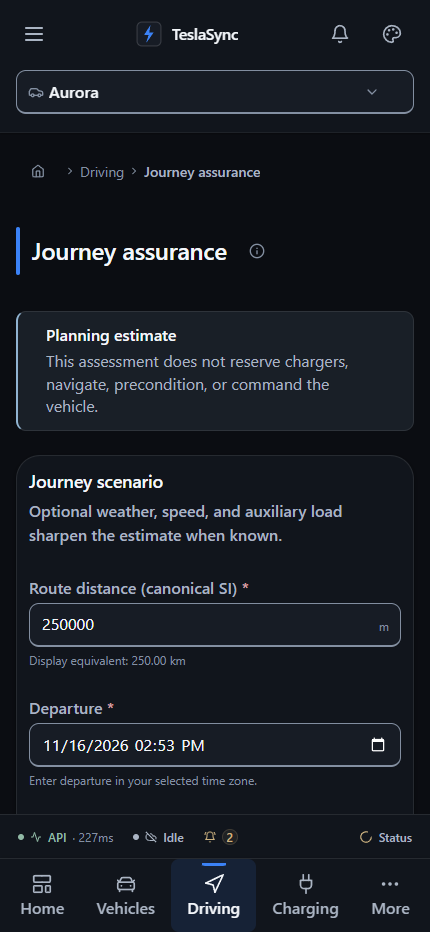 TeslaSync
Aurora
Driving
Journey assurance
Journey assurance
Planning estimate
This assessment does not reserve chargers,
navigate, precondition, or command the
vehicle.
Journey scenario
Optional weather, speed, and auxiliary load
sharpen the estimate when known.
Route distance (canonical SI) *
250000
m
Display equivalent: 250.00 km
Departure *
11/16/2026 02:53 PM
Enter departure in your selected time zone.
API · 227ms
Idle
2
Status
Home
Vehicles
Driving
Charging
More